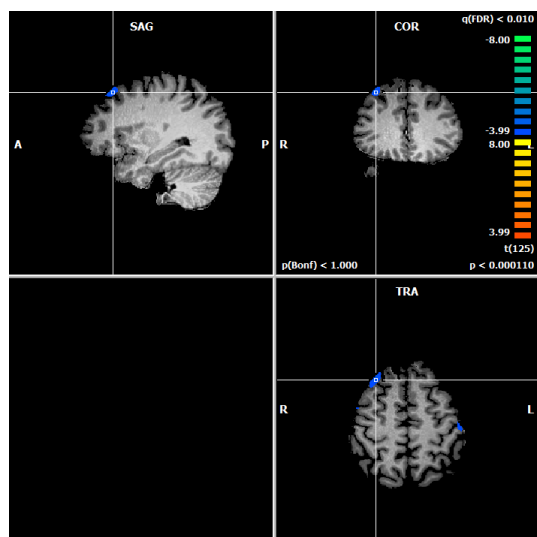 SAG
A
P
COR
q(FDR) < 0.010
-8.00
-3.99
8.00
R
L
3.99
t(125)
p(Bonf) < 1.000
p < 0.000110
TRA
R
L